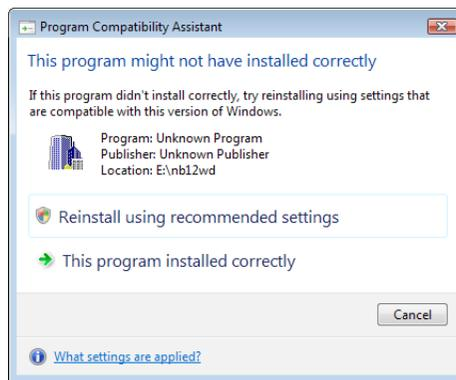 Program Compatibility Assistant
This program might not have installed correctly
If this program didn't install correctly, try reinstalling using settings that
are compatible with this version of Windows.
Program: Unknown Program
Publisher: Unknown Publisher
Location: E:\nb12wd
Reinstall using recommended settings
This program installed correctly
Cancel
What settings are applied?